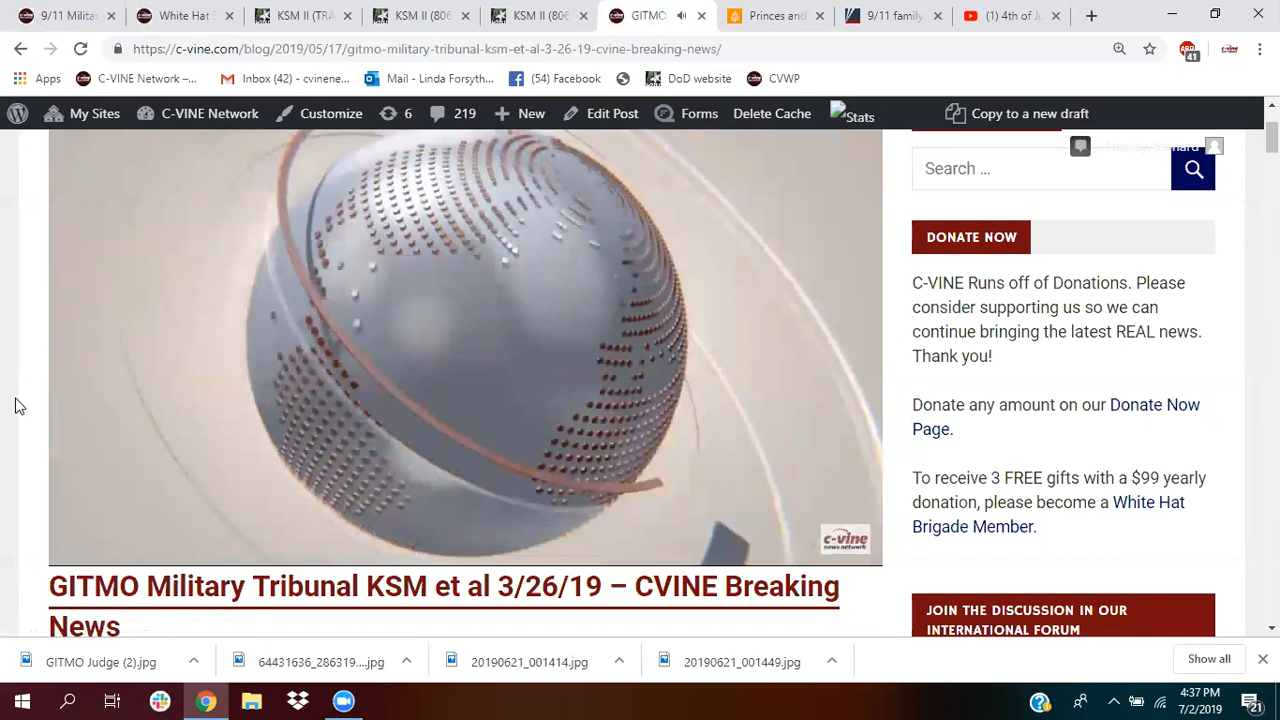 9/11 Milita
White Hat B
KSM II (TRA
KSM II (806
KSM II (806
GITMO
Princes and
9/11 family
(1) 4th of Ju
https://c-vine.com/blog/2019/05/17/gitmo-military-tribunal-ksm-et-al-3-26-19-cvine-breaking-news/
41
Apps
C-VINE Network –...
Inbox (42) - cvinene...
Mail - Linda Forsyth...
(54) Facebook
DoD website
CVWP
My Sites
C-VINE Network
Customize
6
219
New
Edit Post
Forms
Delete Cache
Stats
Copy to a new draft
Search …
DONATE NOW
C-VINE Runs off of Donations. Please
consider supporting us so we can
continue bringing the latest REAL news.
Thank you!
Donate any amount on our Donate Now
Page.
To receive 3 FREE gifts with a $99 yearly
donation, please become a White Hat
Brigade Member.
c-vine
news network
GITMO Military Tribunal KSM et al 3/26/19 – CVINE Breaking
News
JOIN THE DISCUSSION IN OUR
INTERNATIONAL FORUM
GITMO Judge (2).jpg
64431636_286319....jpg
20190621_001414.jpg
20190621_001449.jpg
Show all
4:37 PM
7/2/2019
21